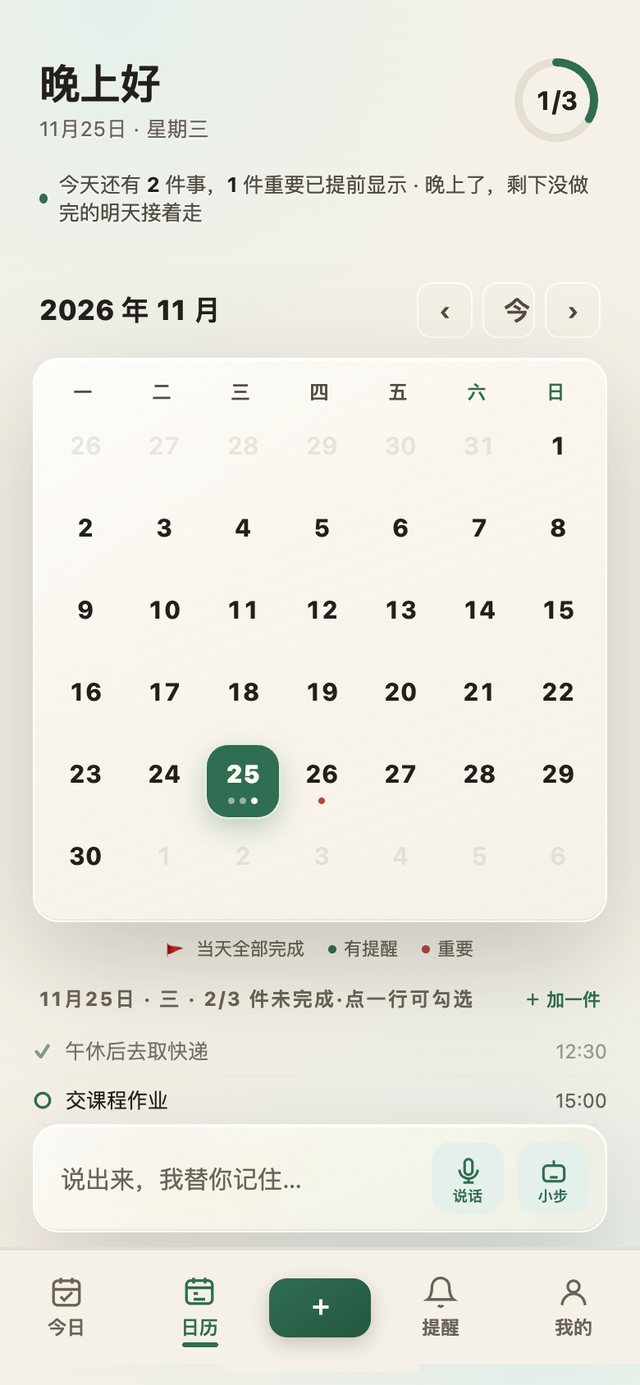 晚上好
1/3
11月25日 · 星期三
今天还有 2 件事，1 件重要已提前显示 · 晚上了，剩下没做
完的明天接着走
2026 年 11 月
‹ 今 ›
一 二 三 四 五 六 日
26 27 28 29 30 31 1
2 3 4 5 6 7 8
9 10 11 12 13 14 15
16 17 18 19 20 21 22
23 24 25 26 27 28 29
30 1 2 3 4 5 6
当天全部完成 有提醒 重要
11月25日 · 三 · 2/3 件未完成·点一行可勾选 + 加一件
午休后去取快递 12:30
交课程作业 15:00
说出来，我替你记住... 说话 小步
今日 日历 + 提醒 我的